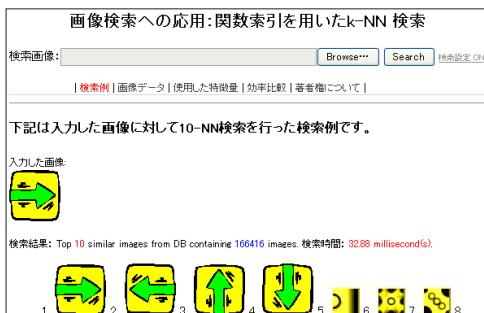 画像検索への応用:関数索引を用いたk-NN 検索
検索画像: Browse… Search 検索設定 ON
| 検索例 | 画像データ | 使用した特徴量 | 効率比較 | 著者権について |
下記は入力した画像に対して10-NN検索を行った検索例です。
入力した画像:
検索結果: Top 10 similar images from DB containing 166416 images. 検索時間: 32.88 millisecond(s).
1. 2. 3. 4. 5. 6. 7. 8.